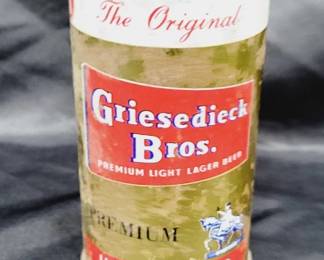 The Original
Griesedieck
Bros.
PREMIUM LIGHT LAGER BEER
PREMIUM